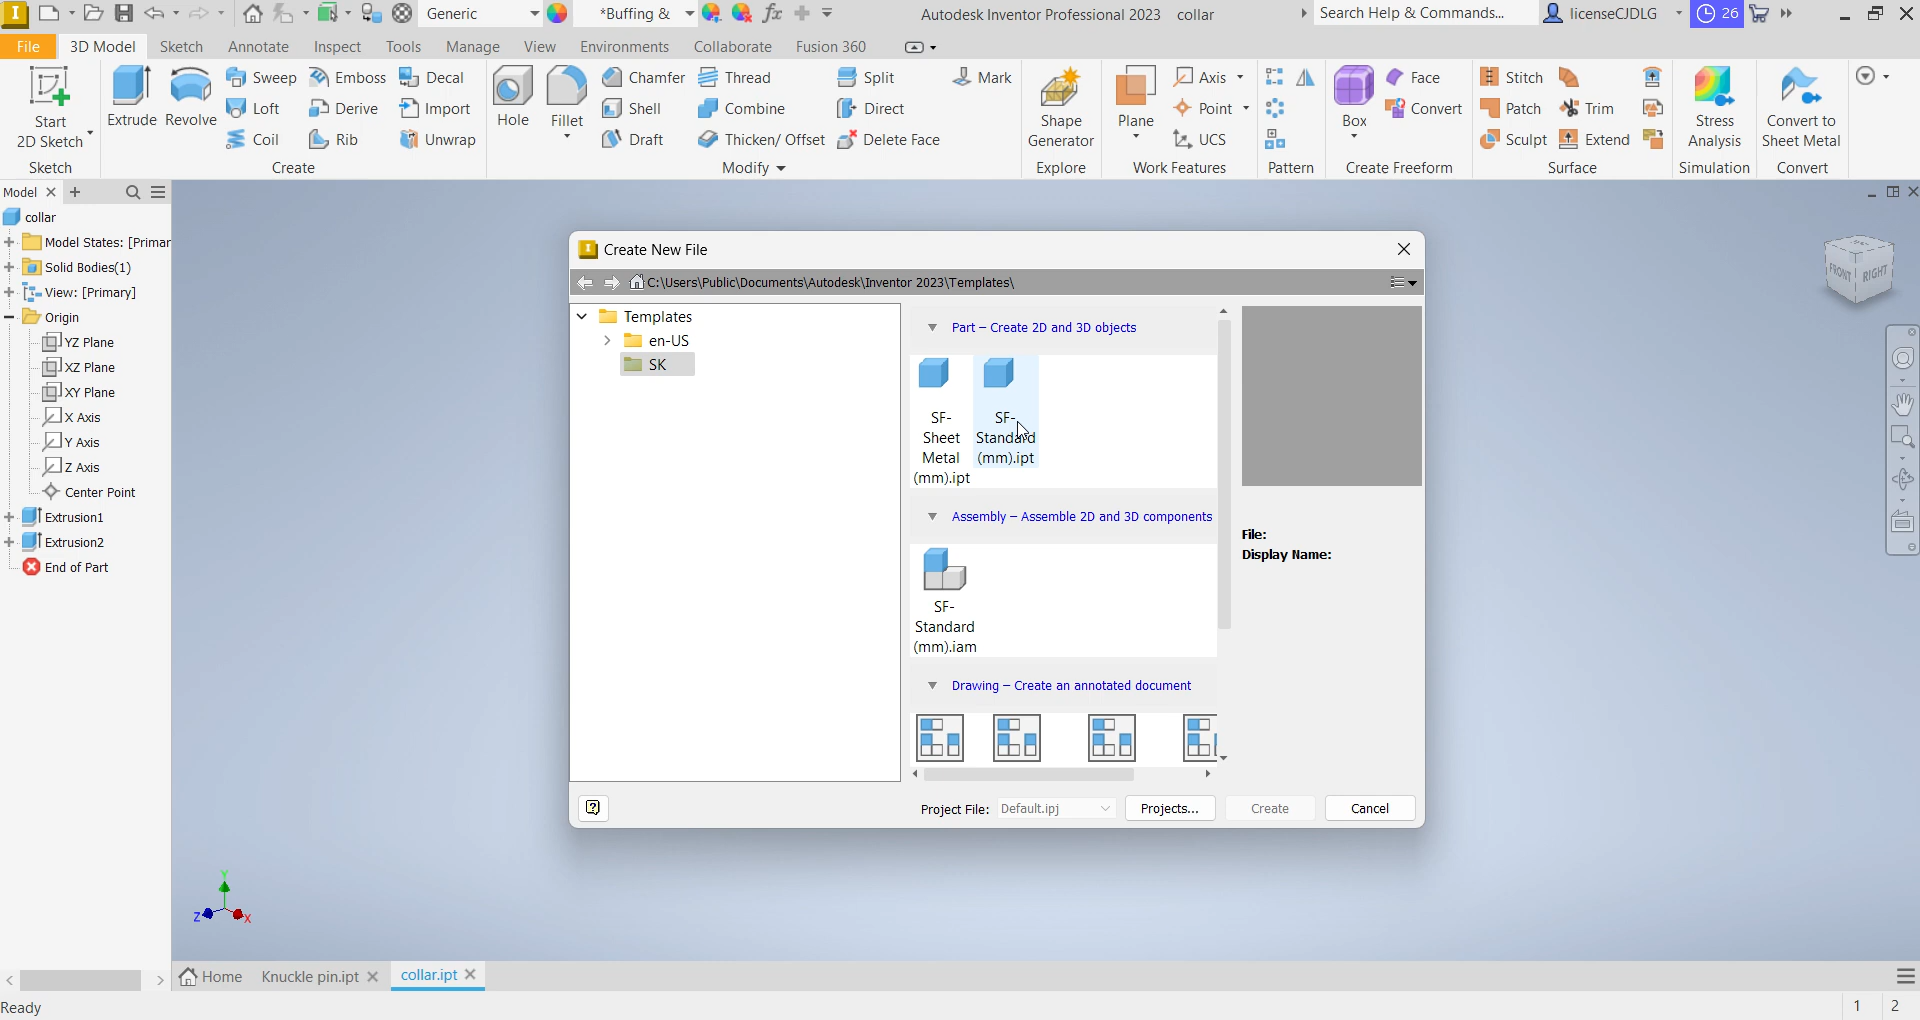 Generic *Buffing & Autodesk Inventor Professional 2023 collar Search Help & Commands... licenseCJDLG 26
File 3D Model Sketch Annotate Inspect Tools Manage View Environments Collaborate Fusion 360
Start 2D Sketch
Sketch
Extrude Revolve
Sweep Emboss Decal
Loft Derive Import
Coil Rib Unwrap
Create
Hole Fillet
Chamfer Thread Split Mark
Shell Combine Direct
Draft Thicken/ Offset Delete Face
Modify
Shape Generator
Explore
Plane
Axis
Point
UCS
Work Features
Pattern
Box
Face
Convert
Create Freeform
Stitch
Patch Trim
Sculpt Extend
Surface
Stress Analysis
Simulation
Convert to Sheet Metal
Convert
Model
collar
Model States: [Primar
Solid Bodies(1)
View: [Primary]
Origin
YZ Plane
XZ Plane
XY Plane
X Axis
Y Axis
Z Axis
Center Point
Extrusion1
Extrusion2
End of Part
Create New File
C:\Users\Public\Documents\Autodesk\Inventor 2023\Templates\
Templates
en-US
SK
Part – Create 2D and 3D objects
SF-
Sheet
Metal
(mm).ipt
SF-
Standard
(mm).ipt
Assembly – Assemble 2D and 3D components
SF-
Standard
(mm).iam
Drawing – Create an annotated document
File:
Display Name:
Project File: Default.ipj Projects... Create Cancel
FRONT RIGHT
Y
Z X
Home Knuckle pin.ipt collar.ipt
Ready 1 2